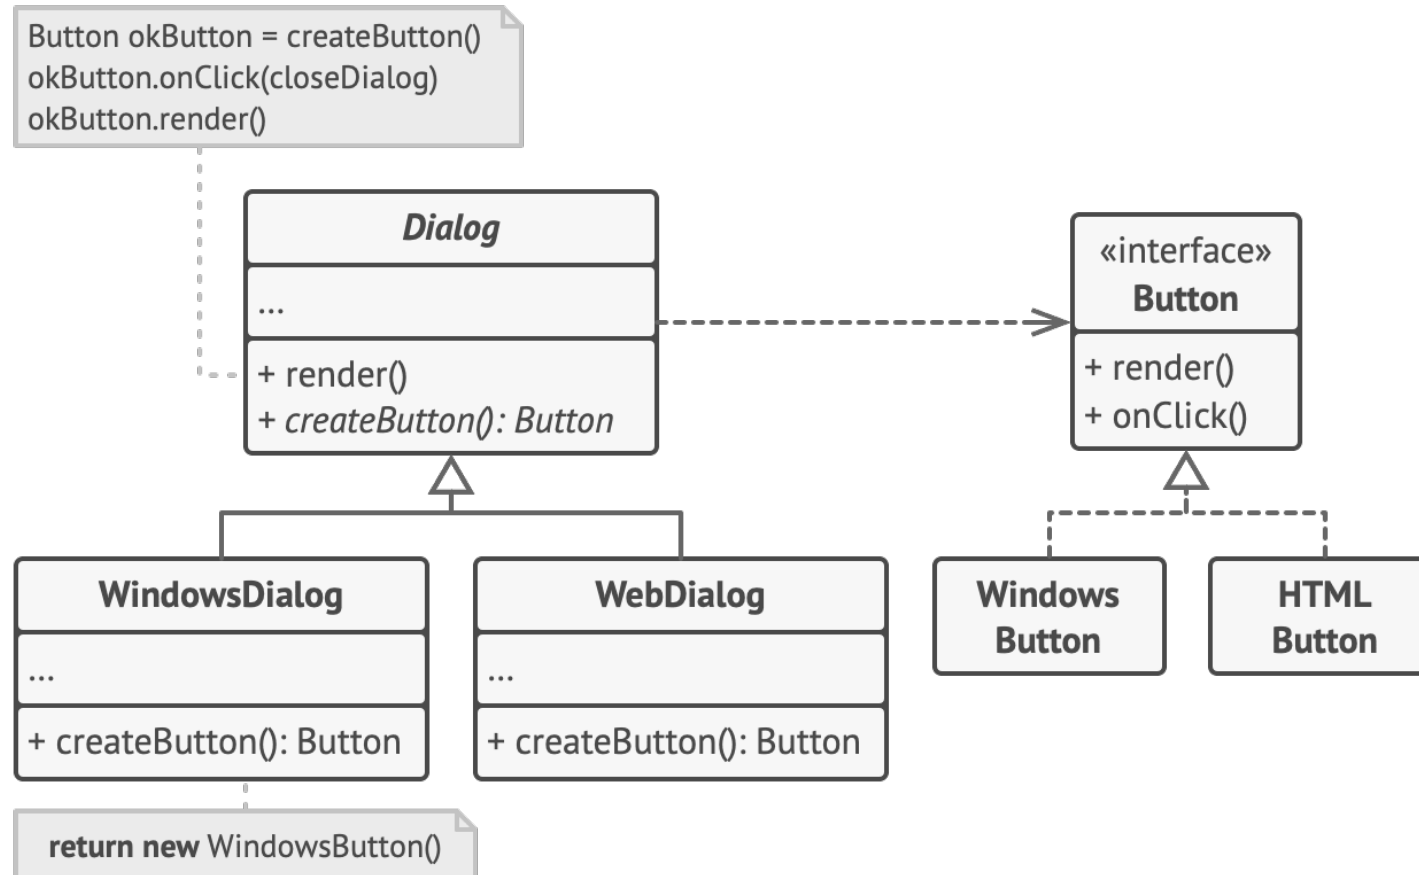 Button okButton = createButton()
okButton.onClick(closeDialog)
okButton.render()
Dialog
...
+ render()
+ createButton(): Button
«interface»
Button
+ render()
+ onClick()
WindowsDialog
...
+ createButton(): Button
WebDialog
...
+ createButton(): Button
Windows
Button
HTML
Button
return new WindowsButton()